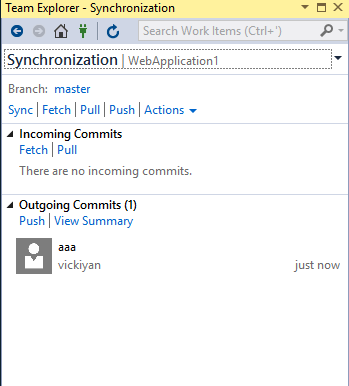 Team Explorer - Synchronization
Search Work Items (Ctrl+')
Synchronization | WebApplication1
Branch: master
Sync | Fetch | Pull | Push | Actions
Incoming Commits
Fetch | Pull
There are no incoming commits.
Outgoing Commits (1)
Push | View Summary
aaa
vickiyan just now